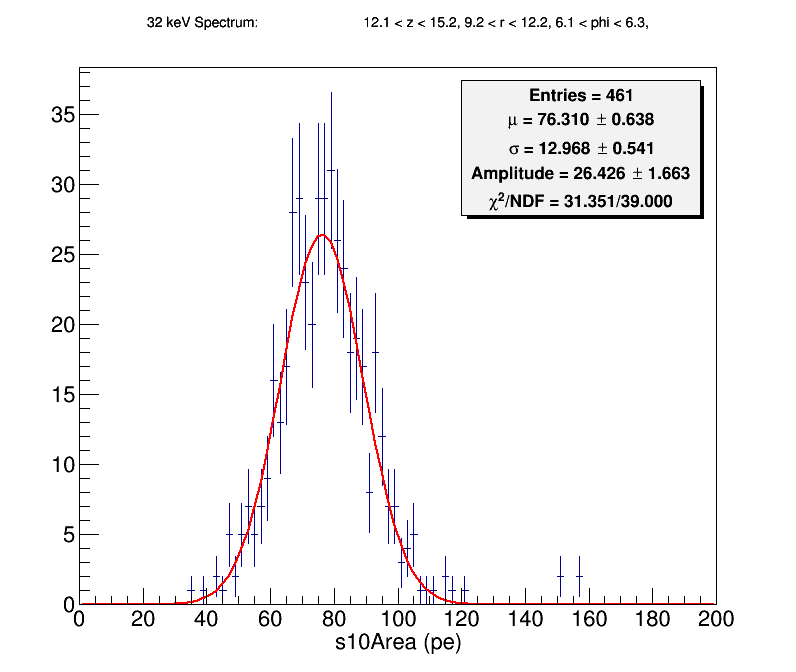 32 keV Spectrum: 12.1 < z < 15.2, 9.2 < r < 12.2, 6.1 < phi < 6.3,
Entries = 461
μ = 76.310 ± 0.638
σ = 12.968 ± 0.541
Amplitude = 26.426 ± 1.663
χ²/NDF = 31.351/39.000
35
30
25
20
15
10
5
0
0 20 40 60 80 100 120 140 160 180 200
s10Area (pe)